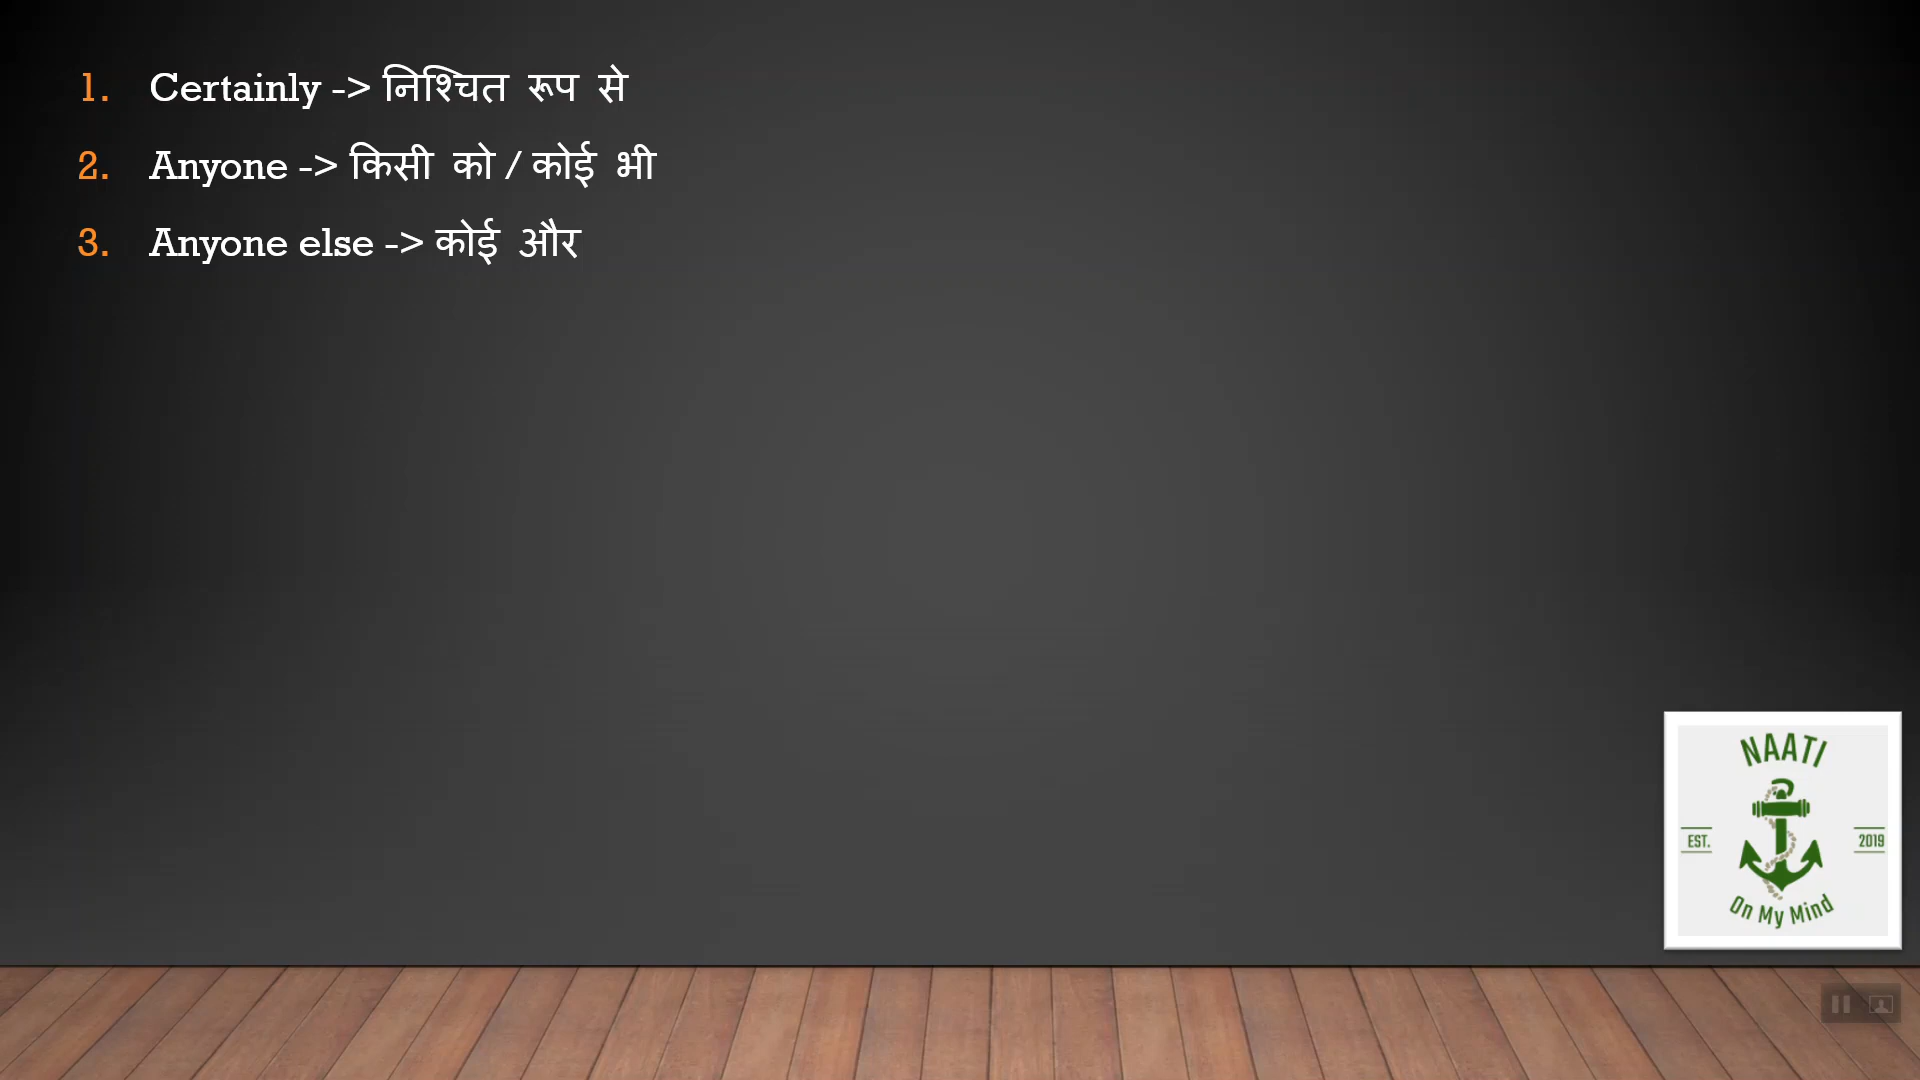 1. Certainly -> निश्चित रूप से
2. Anyone -> किसी को / कोई भी
3. Anyone else -> कोई और
NAATI
EST. 2019
On My Mind